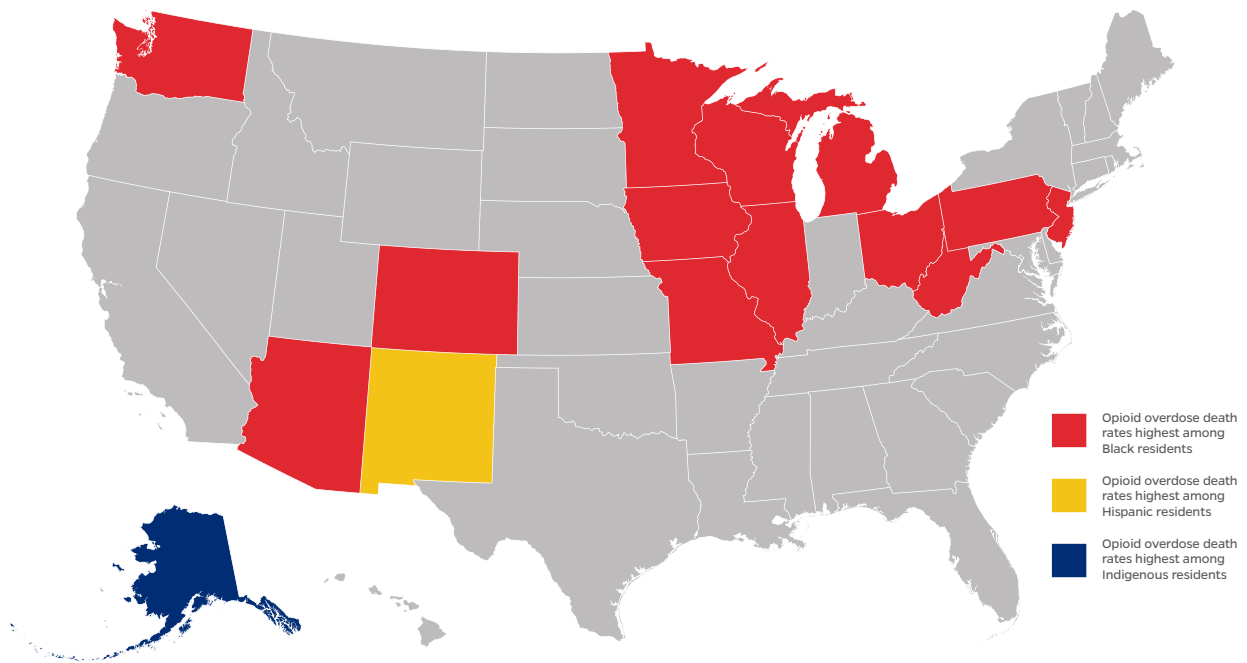 Opioid overdose death
rates highest among
Black residents
Opioid overdose death
rates highest among
Hispanic residents
Opioid overdose death
rates highest among
Indigenous residents